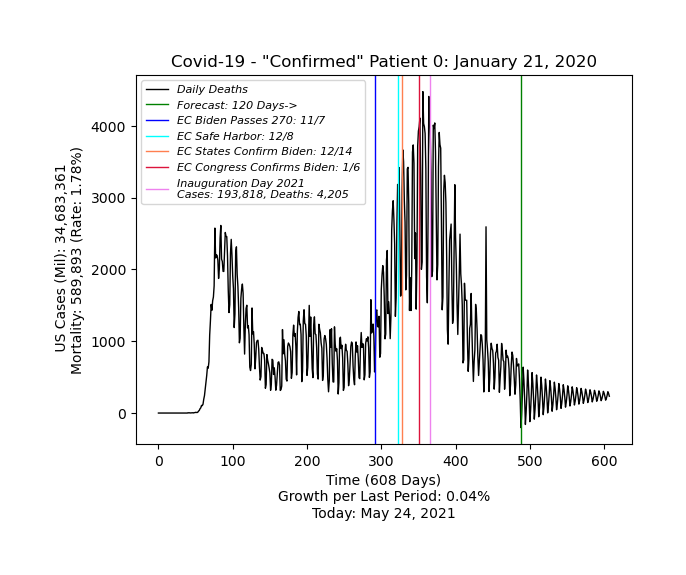 Covid-19 - "Confirmed" Patient 0: January 21, 2020
Daily Deaths
Forecast: 120 Days->
EC Biden Passes 270: 11/7
EC Safe Harbor: 12/8
EC States Confirm Biden: 12/14
EC Congress Confirms Biden: 1/6
Inauguration Day 2021
Cases: 193,818, Deaths: 4,205
US Cases (Mil): 34,683,361
Mortality: 589,893 (Rate: 1.78%)
4000
3000
2000
1000
0
0 100 200 300 400 500 600
Time (608 Days)
Growth per Last Period: 0.04%
Today: May 24, 2021